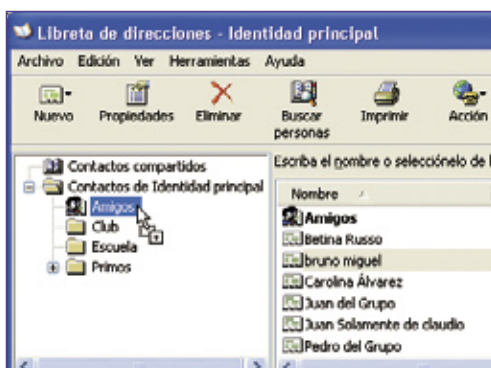 Libreta de direcciones - Identidad principal
Archivo Edición Ver Herramientas Ayuda
Nuevo Propiedades Eliminar Buscar personas Imprimir Acción
Contactos compartidos
Contactos de Identidad principal
Amigos
Club
Escuela
Primos
Escriba el nombre o selecciónelo de
Nombre
Amigos
Betina Russo
bruno miguel
Carolina Álvarez
Juan del Grupo
Juan Solamente de claudio
Pedro del Grupo